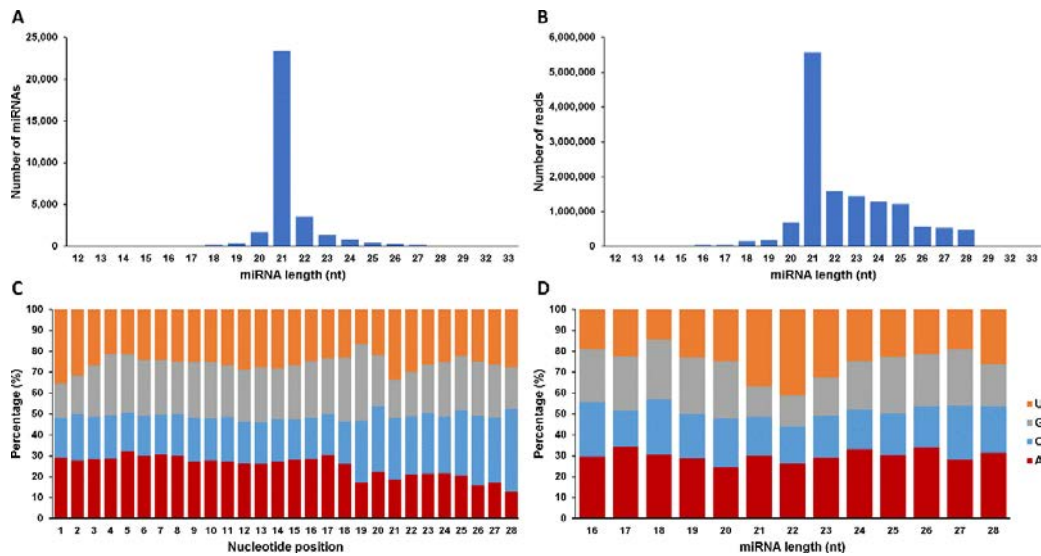 A
25,000
20,000
15,000
10,000
5,000
0
Number of miRNAs
12 13 14 15 16 17 18 19 20 21 22 23 24 25 26 27 28 29 32 33
miRNA length (nt)
B
6,000,000
5,000,000
4,000,000
3,000,000
2,000,000
1,000,000
0
Number of reads
12 13 14 15 16 17 18 19 20 21 22 23 24 25 26 27 28 29 32 33
miRNA length (nt)
C
100
90
80
70
60
50
40
30
20
10
0
Percentage (%)
1 2 3 4 5 6 7 8 9 10 11 12 13 14 15 16 17 18 19 20 21 22 23 24 25 26 27 28
Nucleotide position
D
100
90
80
70
60
50
40
30
20
10
0
Percentage (%)
16 17 18 19 20 21 22 23 24 25 26 27 28
miRNA length (nt)
U
G
C
A